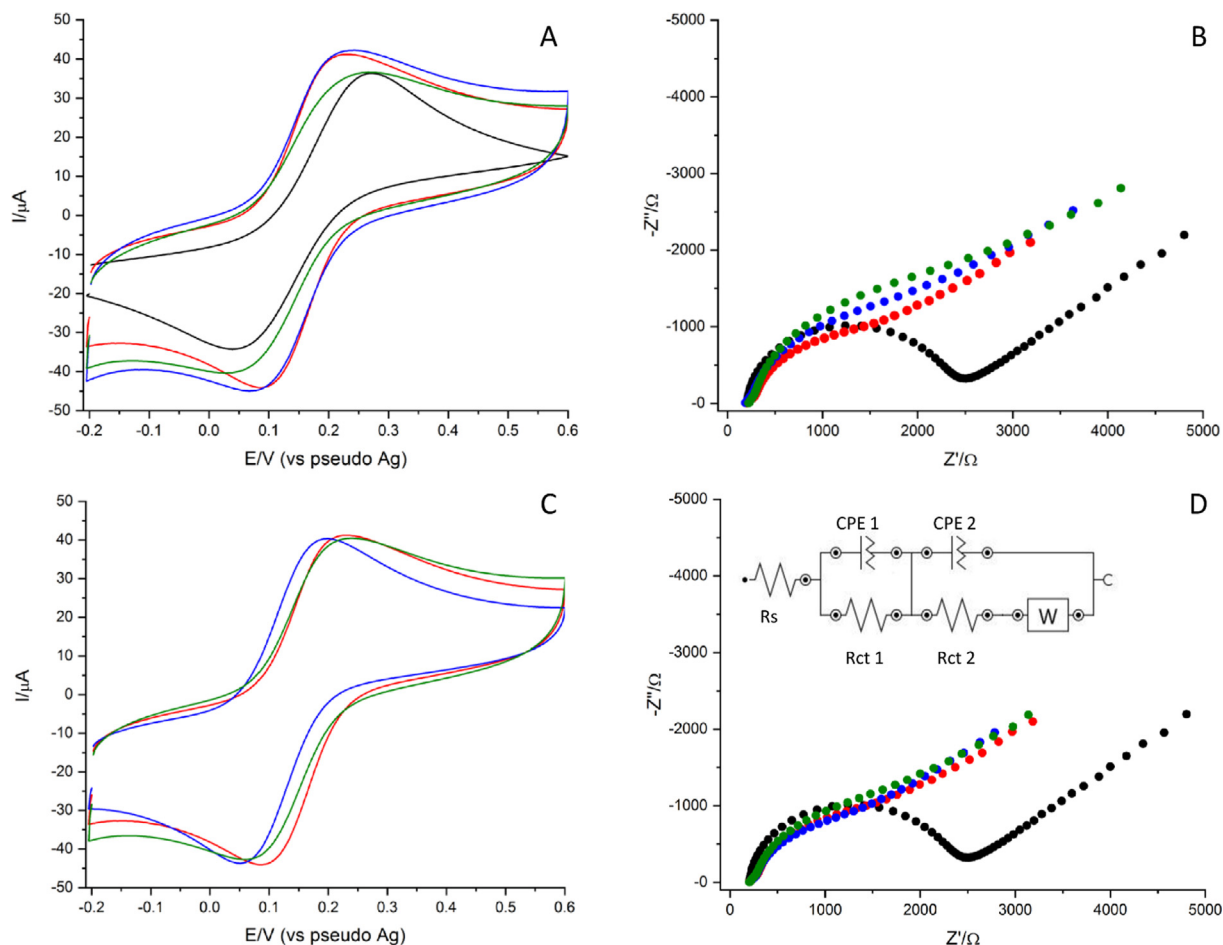 A
I/µA
50
40
30
20
10
0
-10
-20
-30
-40
-50
-0.2 -0.1 0.0 0.1 0.2 0.3 0.4 0.5 0.6
E/V (vs pseudo Ag)
B
-Z"/Ω
-5000
-4000
-3000
-2000
-1000
-0
0 1000 2000 3000 4000 5000
Z'/Ω
C
I/µA
50
40
30
20
10
0
-10
-20
-30
-40
-50
-0.2 -0.1 0.0 0.1 0.2 0.3 0.4 0.5 0.6
E/V (vs pseudo Ag)
D
-Z"/Ω
-5000
-4000
-3000
-2000
-1000
-0
CPE 1 CPE 2
Rs
W
Rct 1 Rct 2
0 1000 2000 3000 4000 5000
Z'/Ω